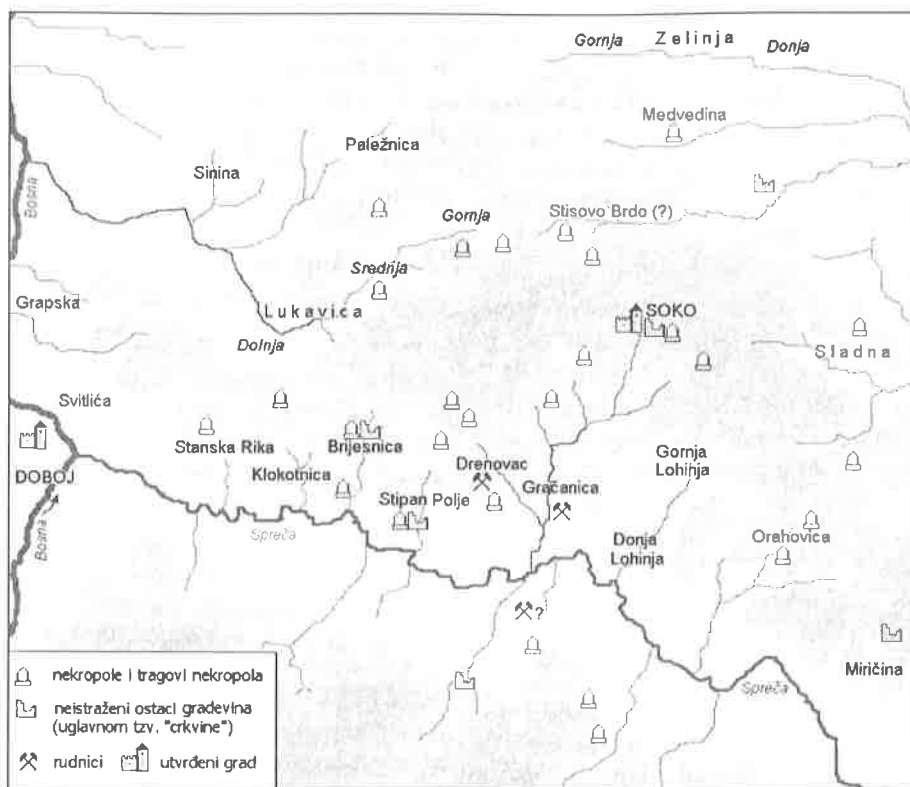 Gornja Zelinja Donja
Medvedina
Paležnica
Sinina
Bosna
Gornja
Stisovo Brdo (?)
Srednja
Grapska
Lukavica
SOKO
Dolnja
Sladna
Svitlića
Stanska Rika
Brijesnica
Klokotnica
Drenovac
Gornja
Lohinja
DOBOJ
Gračanica
Stipan Polje
Bosna
Spreča
Donja
Lohinja
Orahovica
?
Miričina
Spreča
nekropole i tragovi nekropola
neistraženi ostaci građevina
(uglavnom tzv. "crkvine")
rudnici utvrđeni grad